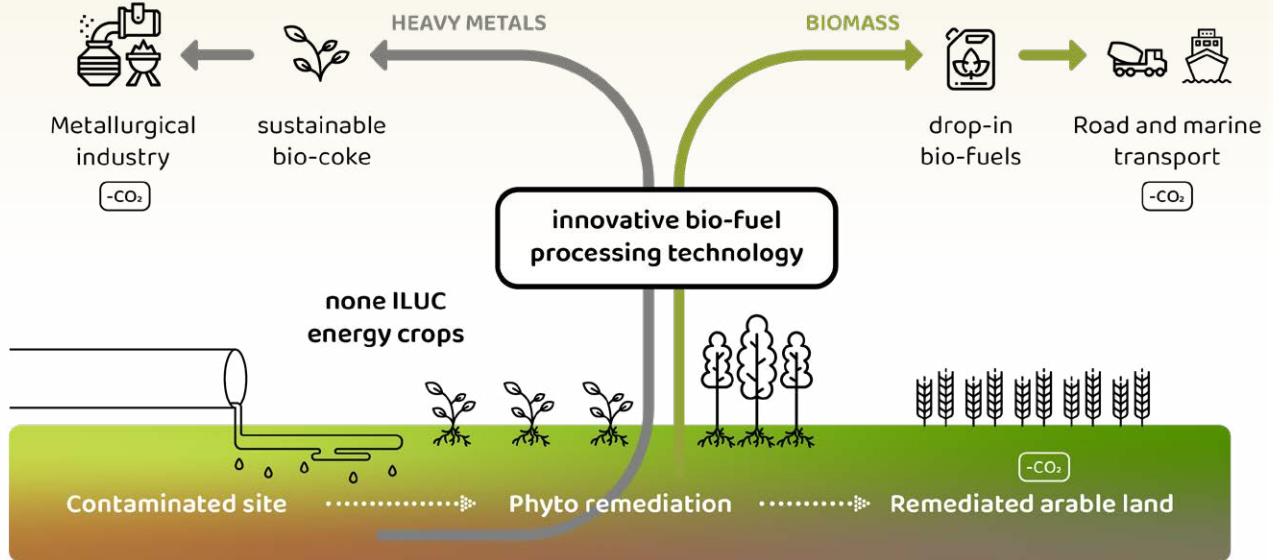 HEAVY METALS
BIOMASS
Metallurgical
industry
-CO₂
sustainable
bio-coke
drop-in
bio-fuels
Road and marine
transport
-CO₂
innovative bio-fuel
processing technology
none ILUC
energy crops
-CO₂
Contaminated site
Phyto remediation
Remediated arable land